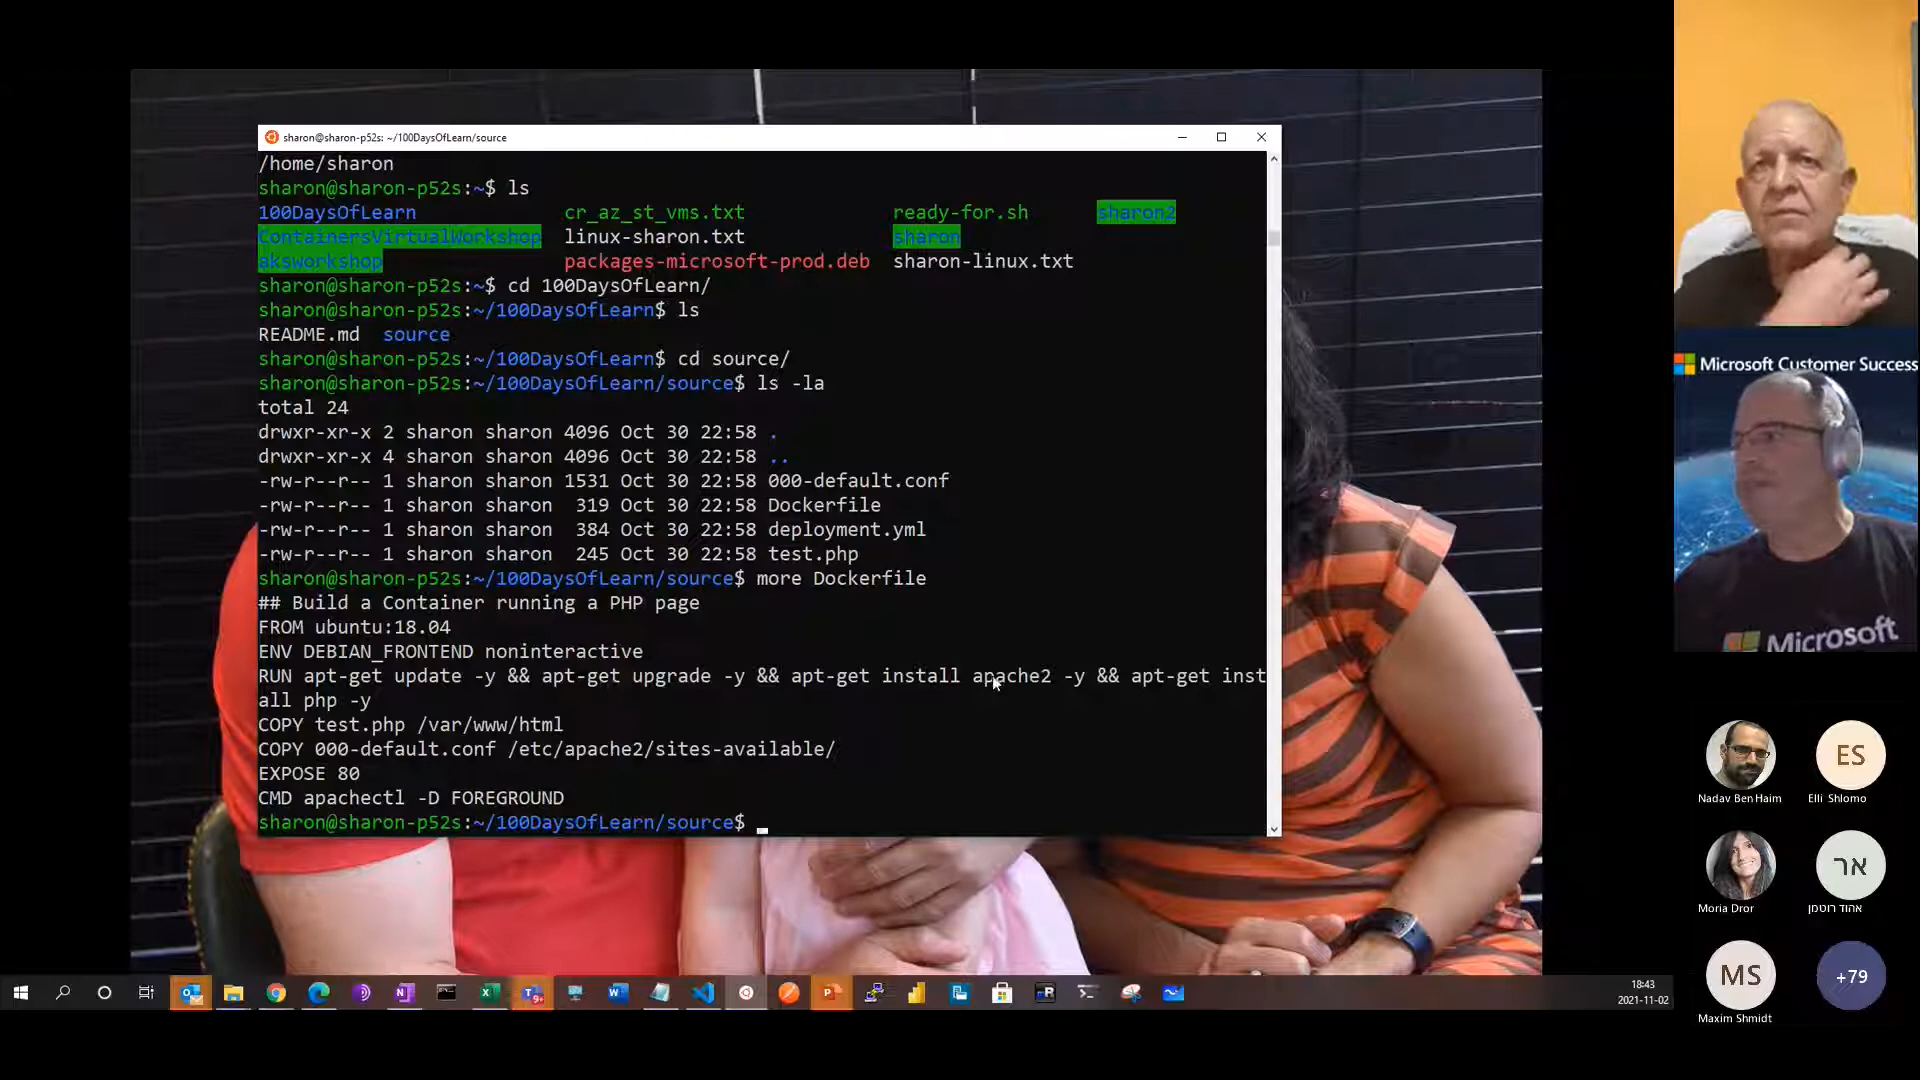 sharon@sharon-p52s: ~/100DaysOfLearn/source
/home/sharon
sharon@sharon-p52s:~$ ls
100DaysOfLearn cr_az_st_vms.txt ready-for.sh sharon2
ContainersVirtualWorkshop linux-sharon.txt sharon
aksworkshop packages-microsoft-prod.deb sharon-linux.txt
sharon@sharon-p52s:~$ cd 100DaysOfLearn/
sharon@sharon-p52s:~/100DaysOfLearn$ ls
README.md source
sharon@sharon-p52s:~/100DaysOfLearn$ cd source/
sharon@sharon-p52s:~/100DaysOfLearn/source$ ls -la
total 24
drwxr-xr-x 2 sharon sharon 4096 Oct 30 22:58 .
drwxr-xr-x 4 sharon sharon 4096 Oct 30 22:58 ..
-rw-r--r-- 1 sharon sharon 1531 Oct 30 22:58 000-default.conf
-rw-r--r-- 1 sharon sharon 319 Oct 30 22:58 Dockerfile
-rw-r--r-- 1 sharon sharon 384 Oct 30 22:58 deployment.yml
-rw-r--r-- 1 sharon sharon 245 Oct 30 22:58 test.php
sharon@sharon-p52s:~/100DaysOfLearn/source$ more Dockerfile
## Build a Container running a PHP page
FROM ubuntu:18.04
ENV DEBIAN_FRONTEND noninteractive
RUN apt-get update -y && apt-get upgrade -y && apt-get install apache2 -y && apt-get inst
all php -y
COPY test.php /var/www/html
COPY 000-default.conf /etc/apache2/sites-available/
EXPOSE 80
CMD apachectl -D FOREGROUND
sharon@sharon-p52s:~/100DaysOfLearn/source$
18:43
2021-11-02
Microsoft Customer Success
Microsoft
ES
Nadav Ben Haim
Elli Shlomo
אר
Moria Dror
אהוד רוטמן
MS
+79
Maxim Shmidt